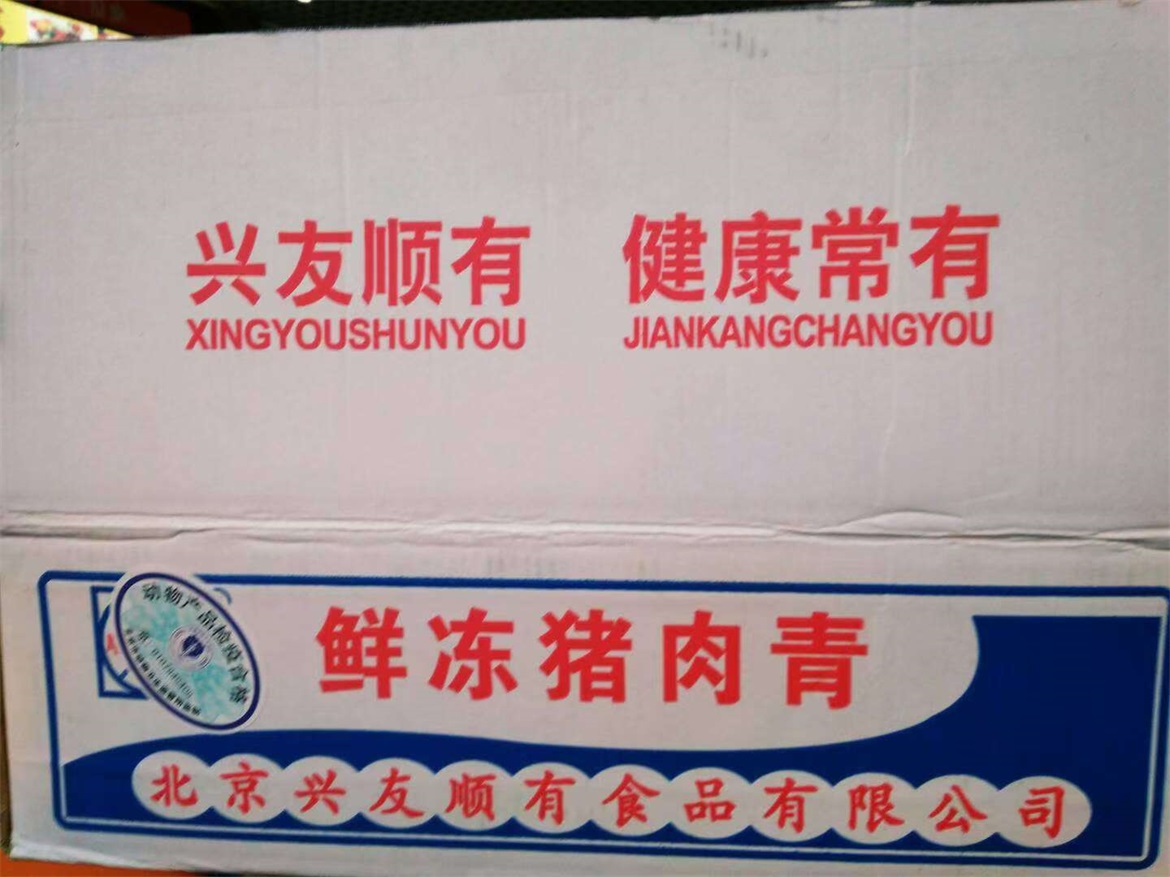 兴友顺有 健康常有
XINGYOUSHUNYOU JIANKANGCHANGYOU
动物产品检疫合格
鲜冻猪肉青
北京兴友顺有食品有限公司